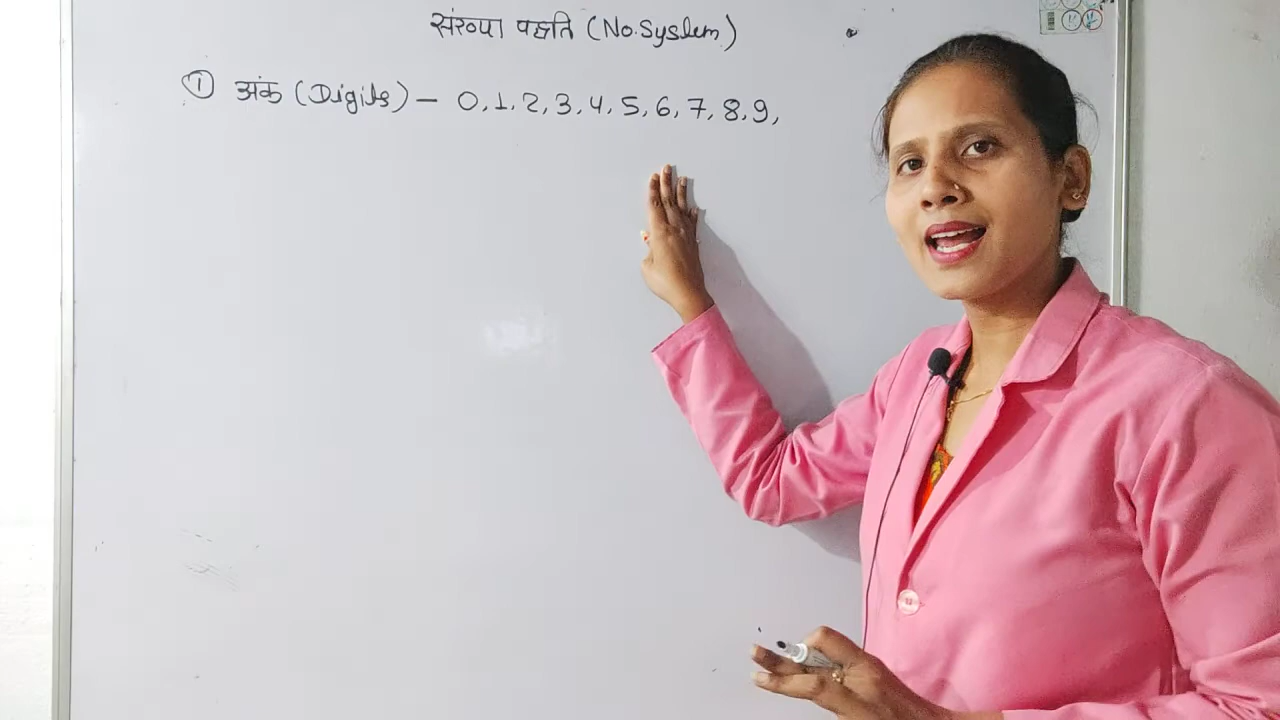 संख्या पद्धति (No. System)
① अंक (Digits) – 0, 1, 2, 3, 4, 5, 6, 7, 8, 9,